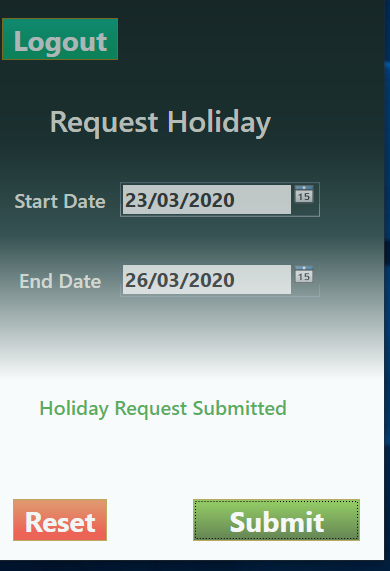 Logout
Request Holiday
Start Date 23/03/2020 15
End Date 26/03/2020 15
Holiday Request Submitted
Reset Submit